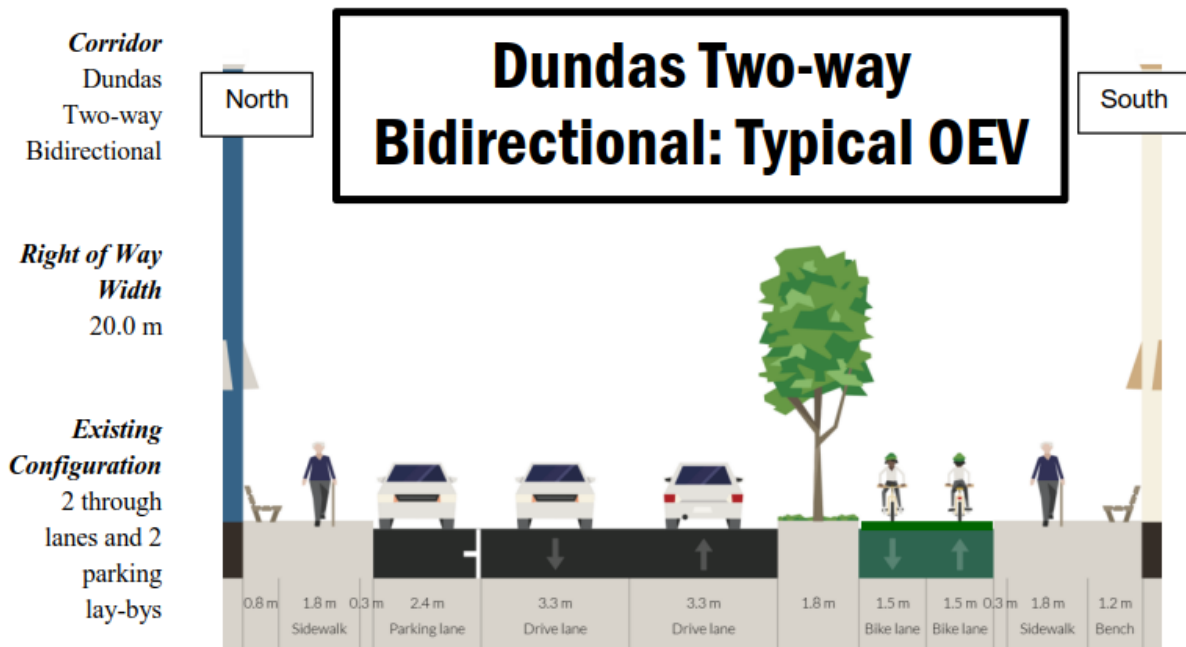 Corridor
Dundas
Two-way
Bidirectional
North
Dundas Two-way
Bidirectional: Typical OEV
South
Right of Way
Width
20.0 m
Existing
Configuration
2 through
lanes and 2
parking
lay-bys
0.8 m 1.8 m 0.3 m 2.4 m 3.3 m 3.3 m 1.8 m 1.5 m 1.5 m 0.3 m 1.8 m 1.2 m
Sidewalk Parking lane Drive lane Drive lane Bike lane Bike lane Sidewalk Bench